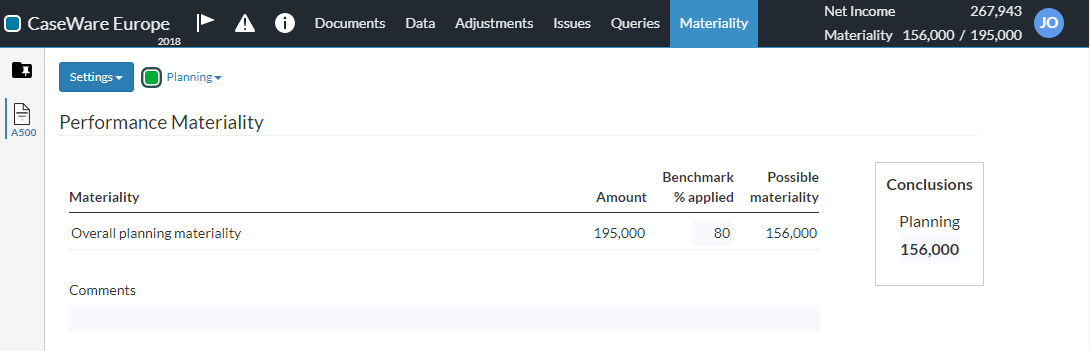 CaseWare Europe
2018
Documents Data Adjustments Issues Queries Materiality
Net Income 267,943
Materiality 156,000 / 195,000
JO
Settings
Planning
A500
Performance Materiality
Materiality Amount Benchmark % applied Possible materiality
Overall planning materiality 195,000 80 156,000
Comments
Conclusions
Planning
156,000